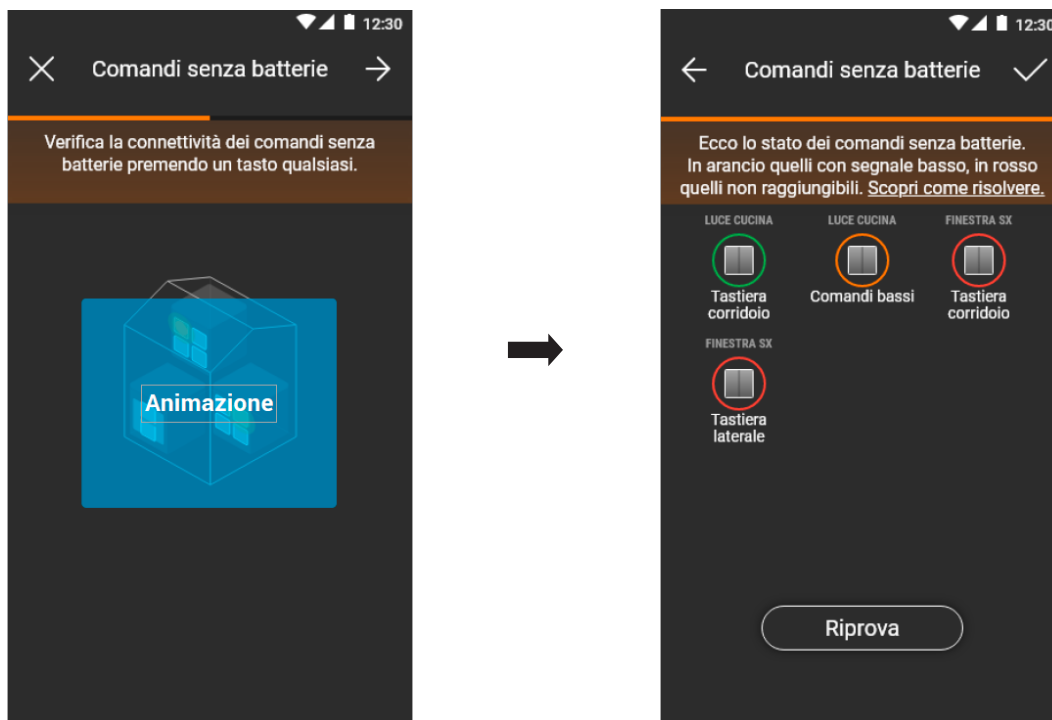 12:30
Comandi senza batterie
Verifica la connettività dei comandi senza
batterie premendo un tasto qualsiasi.
Animazione
12:30
Comandi senza batterie
Ecco lo stato dei comandi senza batterie.
In arancio quelli con segnale basso, in rosso
quelli non raggiungibili. Scopri come risolvere.
LUCE CUCINA
LUCE CUCINA
FINESTRA SX
Tastiera
corridoio
Comandi bassi
Tastiera
corridoio
FINESTRA SX
Tastiera
laterale
Riprova